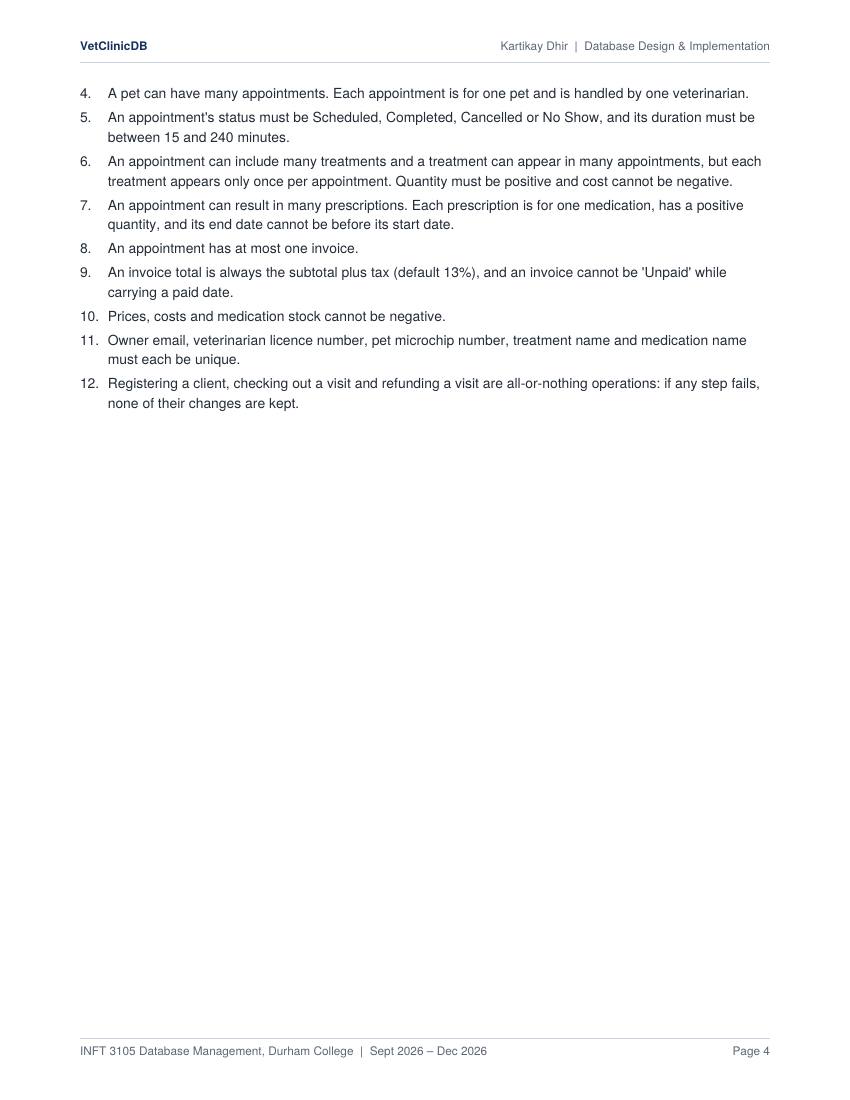 VetClinicDB
Kartikay Dhir | Database Design & Implementation
4. A pet can have many appointments. Each appointment is for one pet and is handled by one veterinarian.
5. An appointment's status must be Scheduled, Completed, Cancelled or No Show, and its duration must be
between 15 and 240 minutes.
6. An appointment can include many treatments and a treatment can appear in many appointments, but each
treatment appears only once per appointment. Quantity must be positive and cost cannot be negative.
7. An appointment can result in many prescriptions. Each prescription is for one medication, has a positive
quantity, and its end date cannot be before its start date.
8. An appointment has at most one invoice.
9. An invoice total is always the subtotal plus tax (default 13%), and an invoice cannot be 'Unpaid' while
carrying a paid date.
10. Prices, costs and medication stock cannot be negative.
11. Owner email, veterinarian licence number, pet microchip number, treatment name and medication name
must each be unique.
12. Registering a client, checking out a visit and refunding a visit are all-or-nothing operations: if any step fails,
none of their changes are kept.
INFT 3105 Database Management, Durham College | Sept 2026 – Dec 2026
Page 4